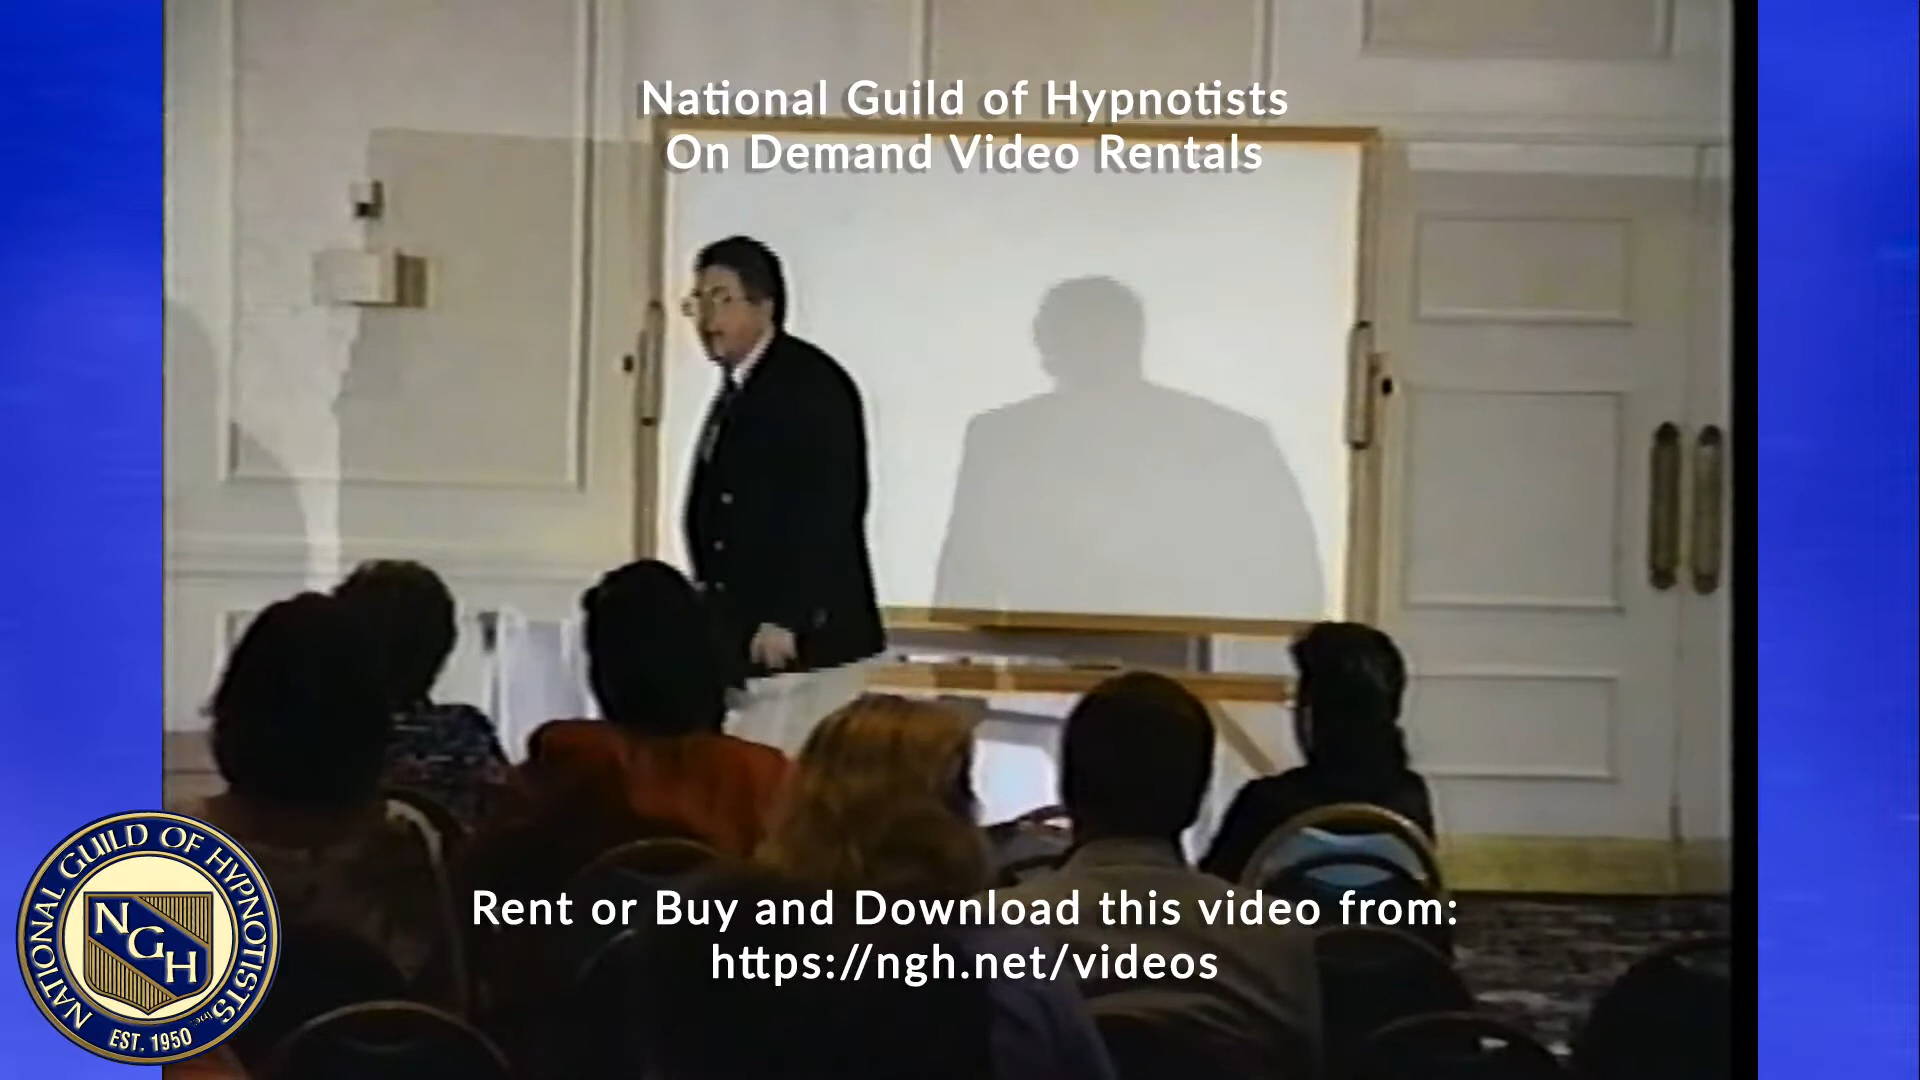 National Guild of Hypnotists
On Demand Video Rentals
Rent or Buy and Download this video from:
https://ngh.net/videos
NATIONAL GUILD OF HYPNOTISTS Inc.
NGH
EST. 1950